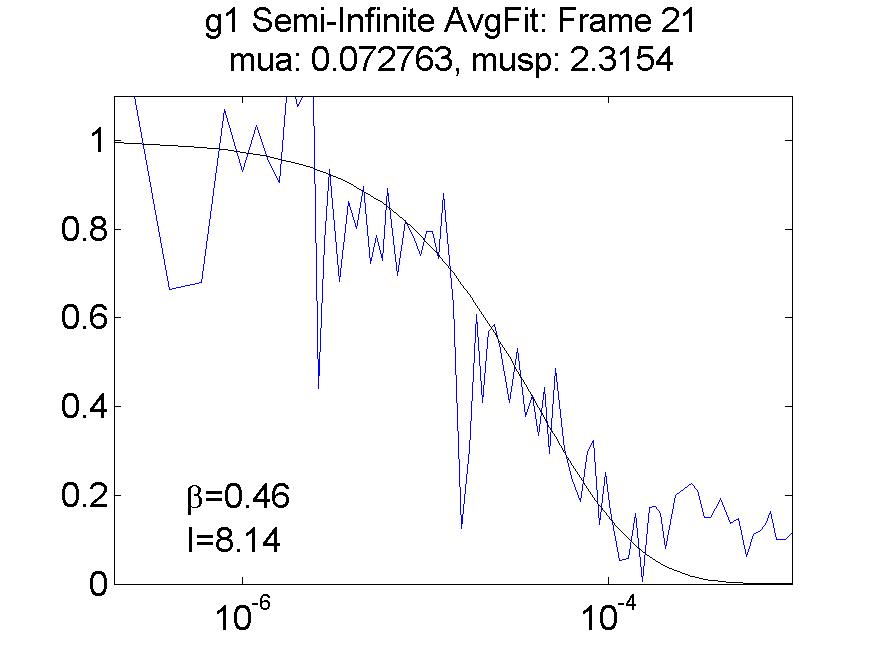 g1 Semi-Infinite AvgFit: Frame 21
mua: 0.072763, musp: 2.3154
1
0.8
0.6
0.4
0.2
0
β=0.46
I=8.14
10^-6
10^-4